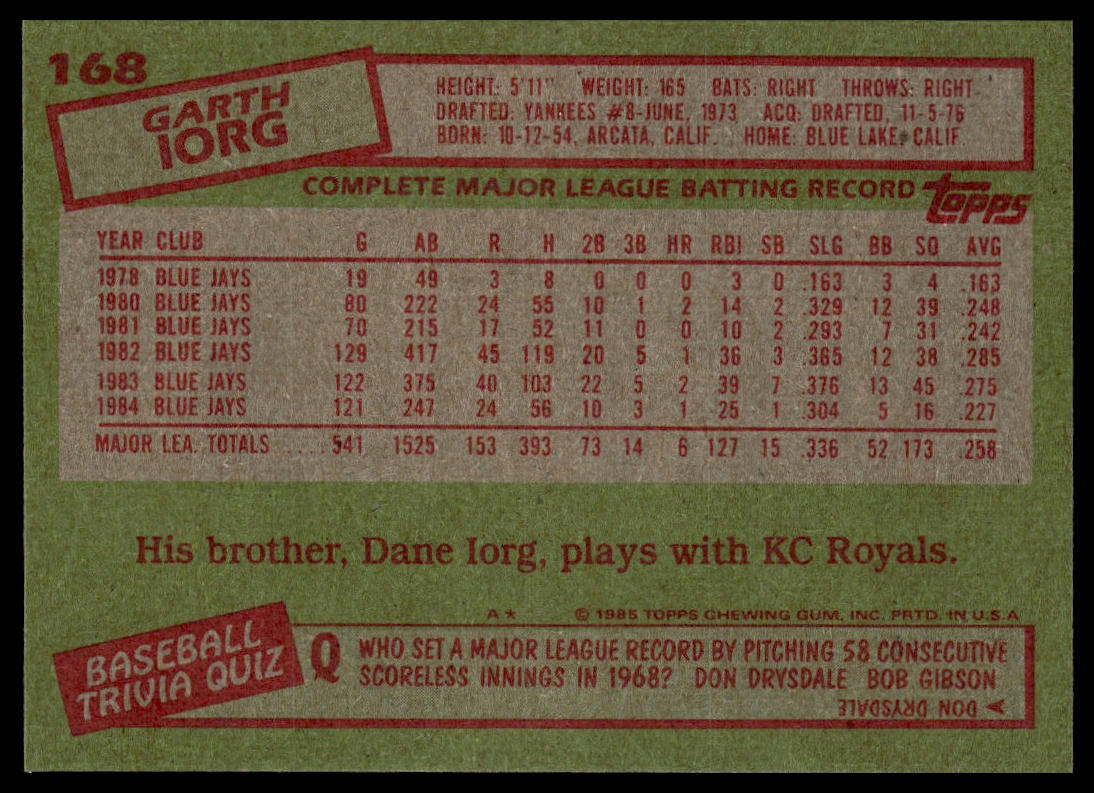 168
GARTH
IORG
HEIGHT: 5'11" WEIGHT: 165 BATS: RIGHT THROWS: RIGHT
DRAFTED: YANKEES #8-JUNE, 1973 ACQ: DRAFTED, 11-5-76
BORN: 10-12-54, ARCATA, CALIF. HOME: BLUE LAKE, CALIF
COMPLETE MAJOR LEAGUE BATTING RECORD topps
YEAR CLUB G AB R H 2B 3B HR RBI SB SLG BB SO AVG
1978 BLUE JAYS 19 49 3 8 0 0 0 3 0 .163 3 4 .163
1980 BLUE JAYS 80 222 24 55 10 1 2 14 2 .329 12 39 .248
1981 BLUE JAYS 70 215 17 52 11 0 0 10 2 .293 7 31 .242
1982 BLUE JAYS 129 417 45 119 20 5 1 36 3 .365 12 38 .285
1983 BLUE JAYS 122 375 40 103 22 5 2 39 7 .376 13 45 .275
1984 BLUE JAYS 121 247 24 56 10 3 1 25 1 .304 5 16 .227
MAJOR LEA. TOTALS .... 541 1525 153 393 73 14 6 127 15 .336 52 173 .258
His brother, Dane Iorg, plays with KC Royals.
A* © 1985 TOPPS CHEWING GUM, INC. PRTD. IN U.S.A
BASEBALL
TRIVIA QUIZ
Q WHO SET A MAJOR LEAGUE RECORD BY PITCHING 58 CONSECUTIVE
SCORELESS INNINGS IN 1968? DON DRYSDALE BOB GIBSON
A DON DRYSDALE